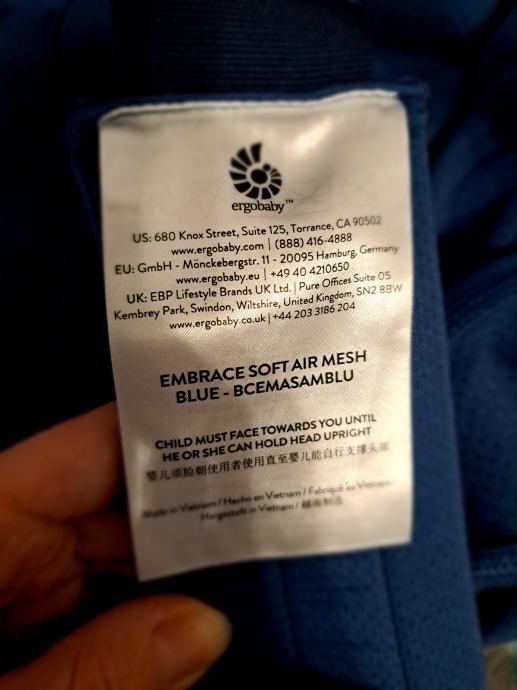 ergobaby™
US: 680 Knox Street, Suite 125, Torrance, CA 90502
www.ergobaby.com | (888) 416-4888
EU: GmbH - Mönckebergstr. 11 - 20095 Hamburg, Germany
www.ergobaby.eu | +49 40 4210650
UK: EBP Lifestyle Brands UK Ltd. | Pure Offices Suite 05
Kembrey Park, Swindon, Wiltshire, United Kingdom, SN2 8BW
www.ergobaby.co.uk | +44 203 3186 204
EMBRACE SOFT AIR MESH
BLUE - BCEMASAMBLU
CHILD MUST FACE TOWARDS YOU UNTIL
HE OR SHE CAN HOLD HEAD UPRIGHT
婴儿须脸朝使用者使用直至婴儿能自行支撑头部
Made in Vietnam / Hecho en Vietnam / Fabriqué au Vietnam
Hergestellt in Vietnam / 越南制造